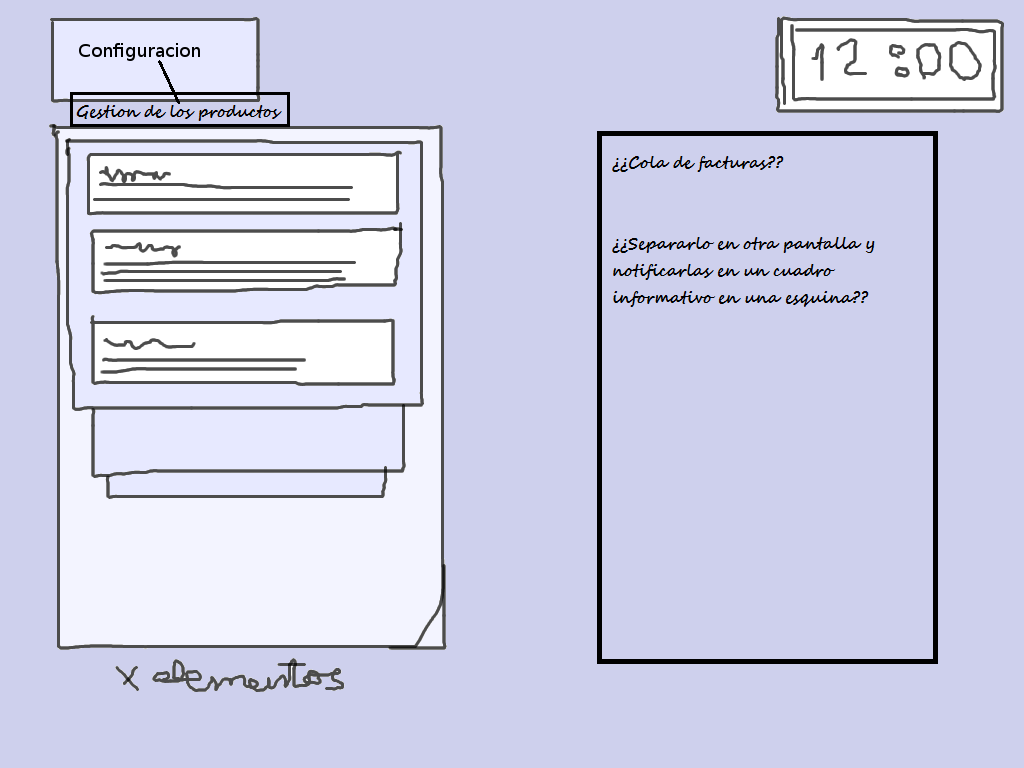 Configuracion
12:00
Gestion de los productos
¿¿Cola de facturas??
¿¿Separarlo en otra pantalla y
notificarlas en un cuadro
informativo en una esquina??
x elementos